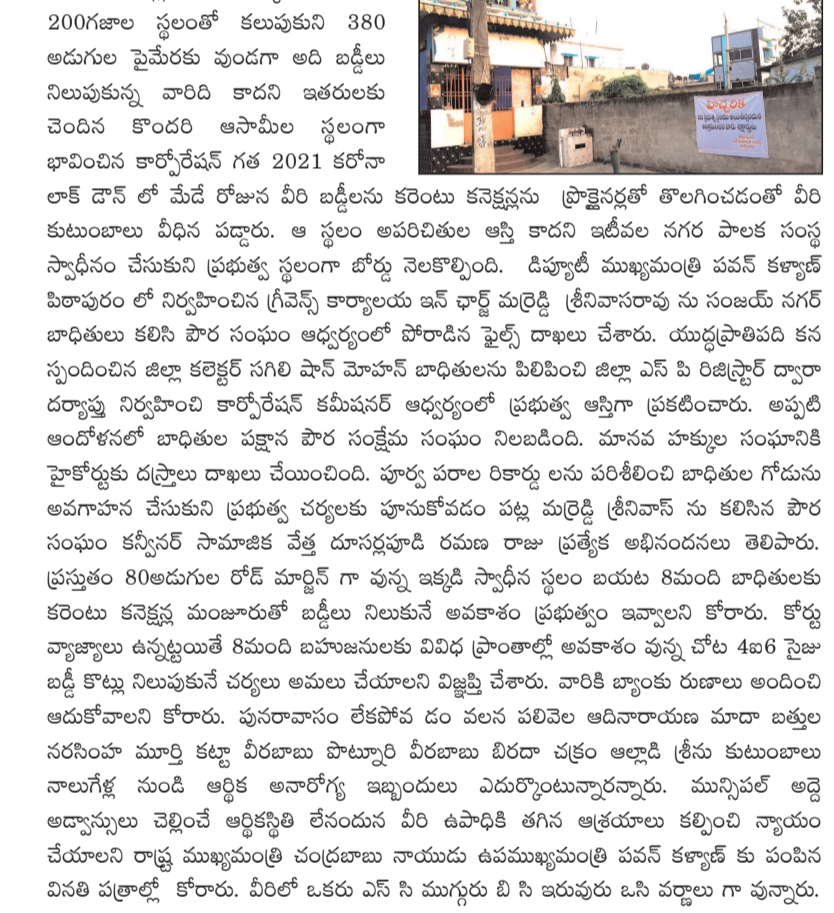 200గజాల స్థలంతో కలుపుకుని 380
అడుగుల పైమేరకు వుండగా అది బడ్డీలు
నిలుపుకున్న వారిది కాదని ఇతరులకు
చెందిన కొందరి ఆసామీల స్థలంగా
భావించిన కార్పోరేషన్ గత 2021 కరోనా
హెచ్చరిక
లాక్ డౌన్ లో మేడే రోజున వీరి బడ్డీలను కరెంటు కనెక్షన్లను ప్రొక్లైనర్లతో తొలగించడంతో వీరి
కుటుంబాలు వీధిన పడ్డారు. ఆ స్థలం అపరిచితుల ఆస్తి కాదని ఇటీవల నగర పాలక సంస్థ
స్వాధీనం చేసుకుని ప్రభుత్వ స్థలంగా బోర్డు నెలకొల్పింది. డిప్యూటీ ముఖ్యమంత్రి పవన్ కళ్యాణ్
పిఠాపురం లో నిర్వహించిన గ్రీవెన్స్ కార్యాలయ ఇన్ ఛార్జ్ మర్రెడ్డి శ్రీనివాసరావు ను సంజయ్ నగర్
బాధితులు కలిసి పౌర సంఘం ఆధ్వర్యంలో పోరాడిన ఫైల్స్ దాఖలు చేశారు. యుద్ధప్రాతిపది కన
స్పందించిన జిల్లా కలెక్టర్ సగిలి షాన్ మోహన్ బాధితులను పిలిపించి జిల్లా ఎస్ పి రిజిస్ట్రార్ ద్వారా
దర్యాప్తు నిర్వహించి కార్పోరేషన్ కమీషనర్ ఆధ్వర్యంలో ప్రభుత్వ ఆస్తిగా ప్రకటించారు. అప్పటి
ఆందోళనలో బాధితుల పక్షాన పౌర సంక్షేమ సంఘం నిలబడింది. మానవ హక్కుల సంఘానికి
హైకోర్టుకు దస్త్రాలు దాఖలు చేయించింది. పూర్వ పరాల రికార్డు లను పరిశీలించి బాధితుల గోడును
అవగాహన చేసుకుని ప్రభుత్వ చర్యలకు పూనుకోవడం పట్ల మర్రెడ్డి శ్రీనివాస్ ను కలిసిన పౌర
సంఘం కన్వీనర్ సామాజిక వేత్త దూసర్లపూడి రమణ రాజు ప్రత్యేక అభినందనలు తెలిపారు.
ప్రస్తుతం 80అడుగుల రోడ్ మార్జిన్ గా వున్న ఇక్కడి స్వాధీన స్థలం బయట 8మంది బాధితులకు
కరెంటు కనెక్షన్ల మంజూరుతో బడ్డీలు నిలుకునే అవకాశం ప్రభుత్వం ఇవ్వాలని కోరారు. కోర్టు
వ్యాజ్యాలు ఉన్నట్టయితే 8మంది బహుజనులకు వివిధ ప్రాంతాల్లో అవకాశం వున్న చోట 4ఐ6 సైజు
బడ్డీ కొట్లు నిలుపుకునే చర్యలు అమలు చేయాలని విజ్ఞప్తి చేశారు. వారికి బ్యాంకు రుణాలు అందించి
ఆదుకోవాలని కోరారు. పునరావాసం లేకపోవ డం వలన పలివెల ఆదినారాయణ మాదా బత్తుల
నరసింహ మూర్తి కట్టా వీరబాబు పొట్నూరి వీరబాబు బిరదా చక్రం ఆల్లాడి శ్రీను కుటుంబాలు
నాలుగేళ్ల నుండి ఆర్థిక అనారోగ్య ఇబ్బందులు ఎదుర్కొంటున్నారన్నారు. మున్సిపల్ అద్దె
అడ్వాన్సులు చెల్లించే ఆర్థికస్థితి లేనందున వీరి ఉపాధికి తగిన ఆశ్రయాలు కల్పించి న్యాయం
చేయాలని రాష్ట్ర ముఖ్యమంత్రి చంద్రబాబు నాయుడు ఉపముఖ్యమంత్రి పవన్ కళ్యాణ్ కు పంపిన
వినతి పత్రాల్లో కోరారు. వీరిలో ఒకరు ఎస్ సి ముగ్గురు బి సి ఇరువురు ఒసి వర్ణాలు గా వున్నారు.